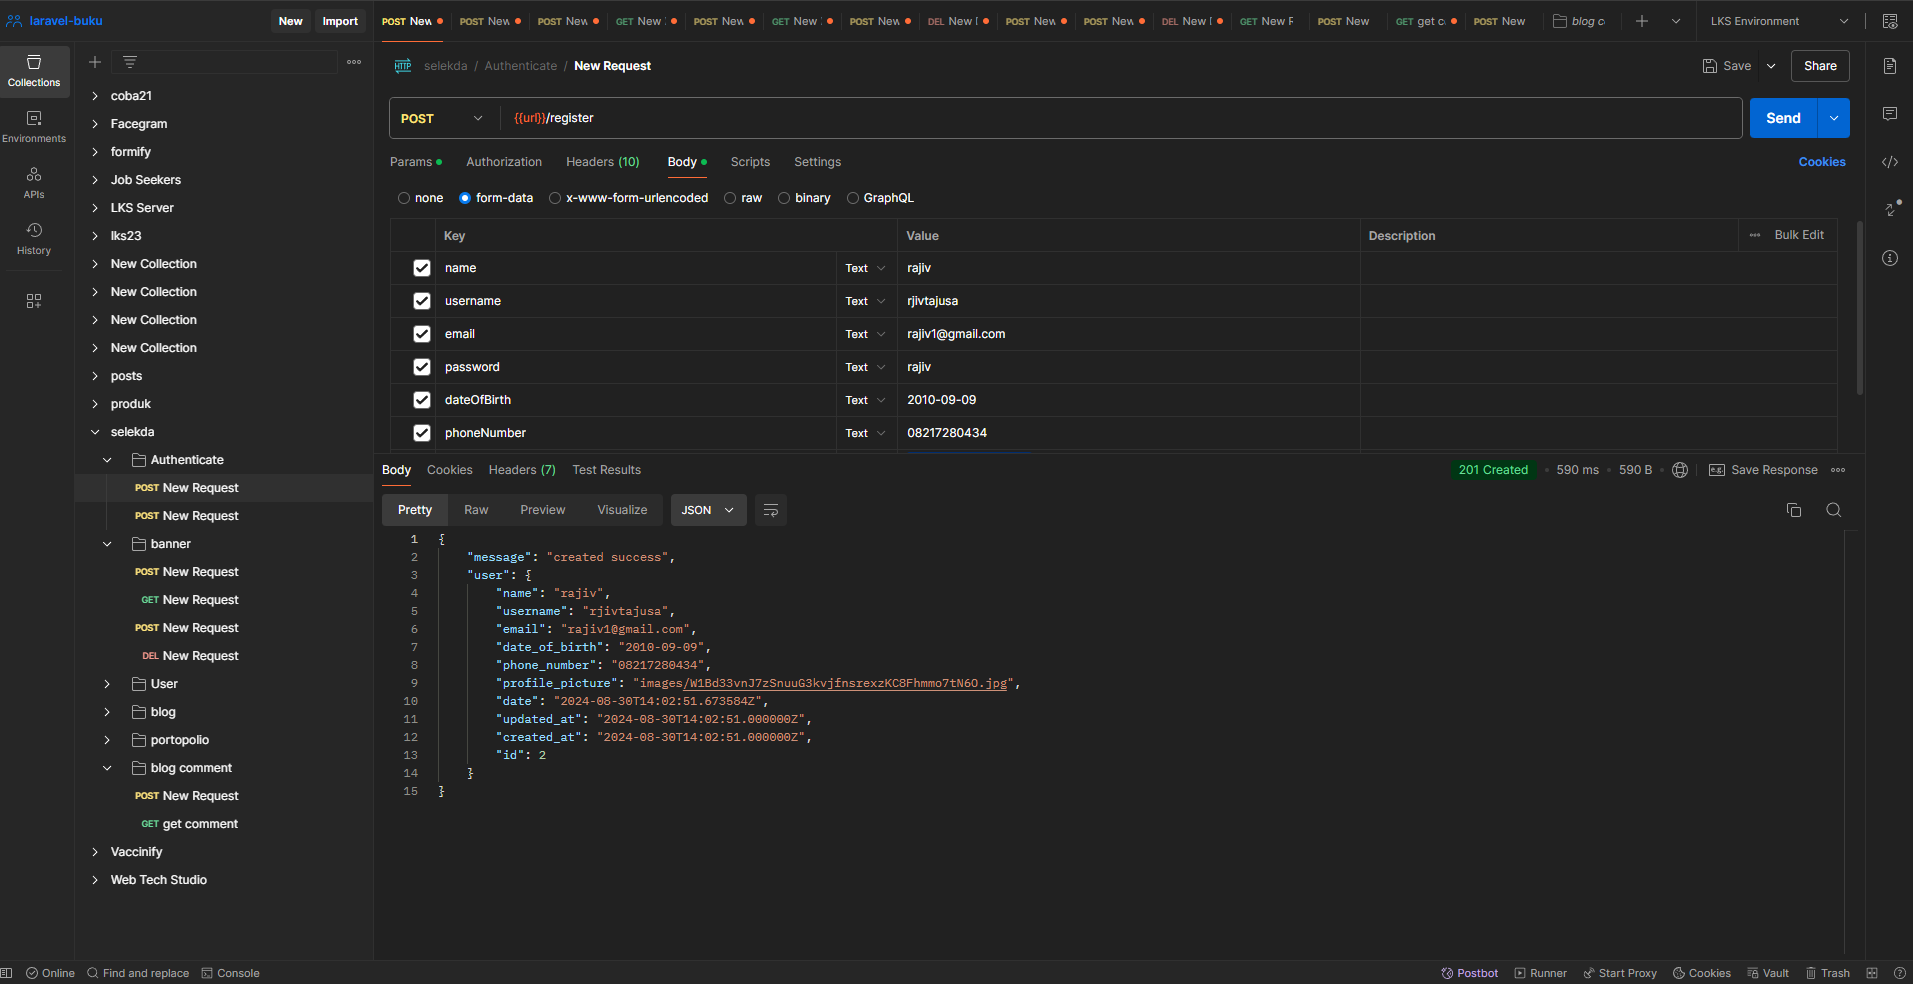 laravel-buku
New
Import
POST New
POST New
POST New
GET New
POST New
GET New
POST New
DEL New
POST New
POST New
DEL New
GET New R
POST New
GET get c
POST New
blog c
LKS Environment
Collections
Environments
APIs
History
coba21
Facegram
formify
Job Seekers
LKS Server
lks23
New Collection
New Collection
New Collection
New Collection
posts
produk
selekda
Authenticate
POST New Request
POST New Request
banner
POST New Request
GET New Request
POST New Request
DEL New Request
User
blog
portopolio
blog comment
POST New Request
GET get comment
Vaccinify
Web Tech Studio
HTTP selekda / Authenticate / New Request
Save
Share
POST {{url}}/register
Send
Params Authorization Headers (10) Body Scripts Settings
Cookies
none form-data x-www-form-urlencoded raw binary GraphQL
Key Value Description Bulk Edit
name Text rajiv
username Text rjivtajusa
email Text rajiv1@gmail.com
password Text rajiv
dateOfBirth Text 2010-09-09
phoneNumber Text 08217280434
Body Cookies Headers (7) Test Results
201 Created 590 ms 590 B Save Response
Pretty Raw Preview Visualize JSON
1 {
2 "message": "created success",
3 "user": {
4 "name": "rajiv",
5 "username": "rjivtajusa",
6 "email": "rajiv1@gmail.com",
7 "date_of_birth": "2010-09-09",
8 "phone_number": "08217280434",
9 "profile_picture": "images/W1Bd33vnJ7zSnuuG3kvjfnsrexzKC8Fhmmo7tN6O.jpg",
10 "date": "2024-08-30T14:02:51.673584Z",
11 "updated_at": "2024-08-30T14:02:51.000000Z",
12 "created_at": "2024-08-30T14:02:51.000000Z",
13 "id": 2
14 }
15 }
Online Find and replace Console
Postbot Runner Start Proxy Cookies Vault Trash